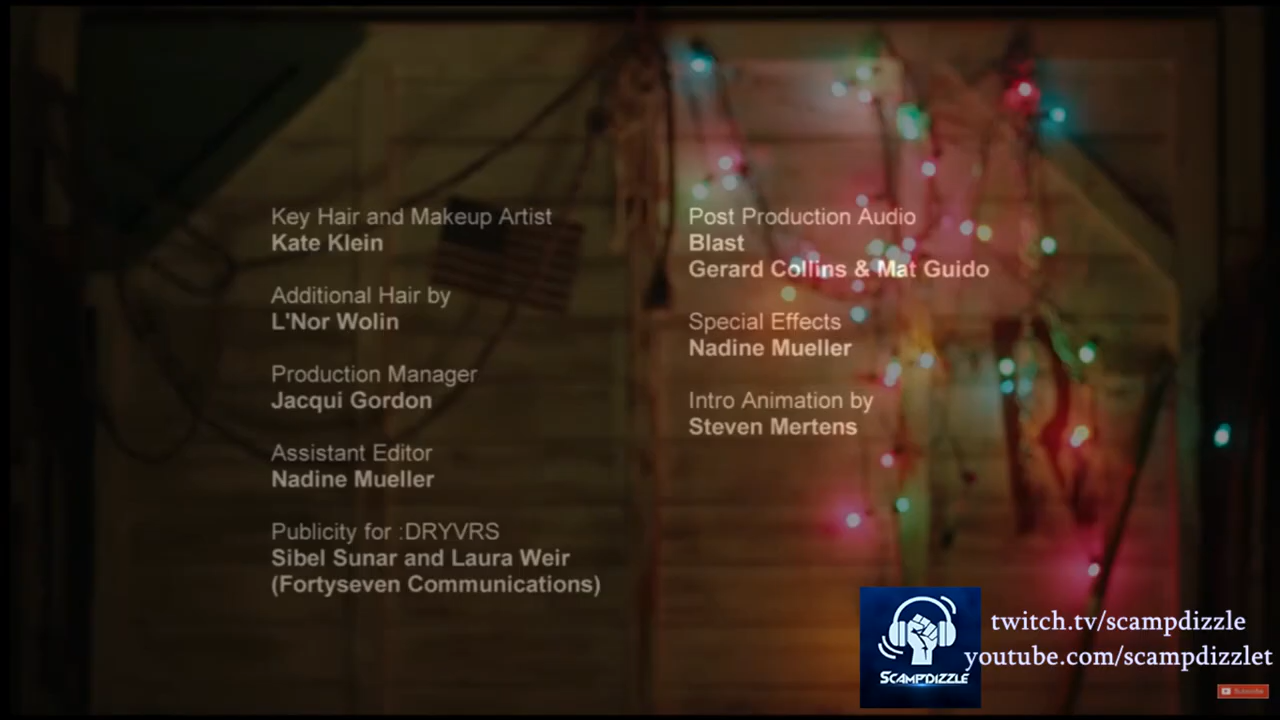 Key Hair and Makeup Artist
Kate Klein
Additional Hair by
L'Nor Wolin
Production Manager
Jacqui Gordon
Assistant Editor
Nadine Mueller
Publicity for :DRYVRS
Sibel Sunar and Laura Weir
(Fortyseven Communications)
Post Production Audio
Blast
Gerard Collins & Mat Guido
Special Effects
Nadine Mueller
Intro Animation by
Steven Mertens
SCAMPDIZZLE
twitch.tv/scampdizzle
youtube.com/scampdizzlet
Subscribe